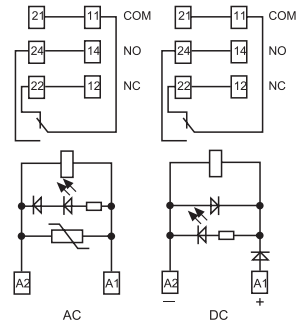 21 11 COM 21 11 COM
24 14 NO 24 14 NO
22 12 NC 22 12 NC
A2 A1 A2 A1
— +
AC DC